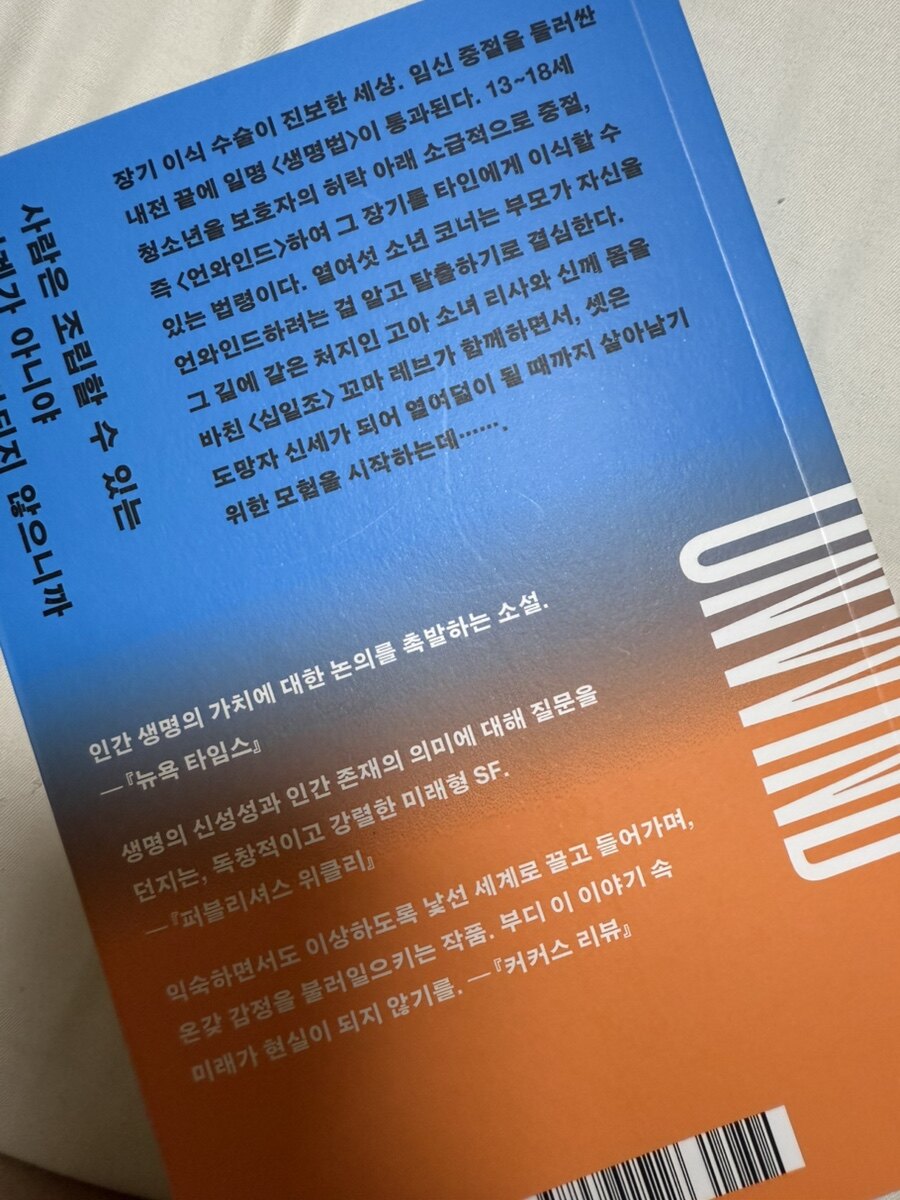 장기 이식 수술이 진보한 세상. 임신 중절을 둘러싼
내전 끝에 일명 <생명법>이 통과된다. 13~18세
청소년을 보호자의 허락 아래 소급적으로 중절,
즉 <언와인드>하여 그 장기를 타인에게 이식할 수
있는 법령이다. 열여섯 소년 코너는 부모가 자신을
언와인드하려는 걸 알고 탈출하기로 결심한다.
그 길에 같은 처지인 고아 소녀 리사와 신께 몸을
바친 <십일조> 꼬마 레브가 함께하면서, 셋은
도망자 신세가 되어 열여덟이 될 때까지 살아남기
위한 모험을 시작하는데…….
사람은 조립할 수 있는
아니야
않으니까
인간 생명의 가치에 대한 논의를 촉발하는 소설.
—『뉴욕 타임스』
생명의 신성성과 인간 존재의 의미에 대해 질문을
던지는, 독창적이고 강렬한 미래형 SF.
—『퍼블리셔스 위클리』
익숙하면서도 이상하도록 낯선 세계로 끌고 들어가며,
온갖 감정을 불러일으키는 작품. 부디 이 이야기 속
미래가 현실이 되지 않기를. —『커커스 리뷰』
UNWIND